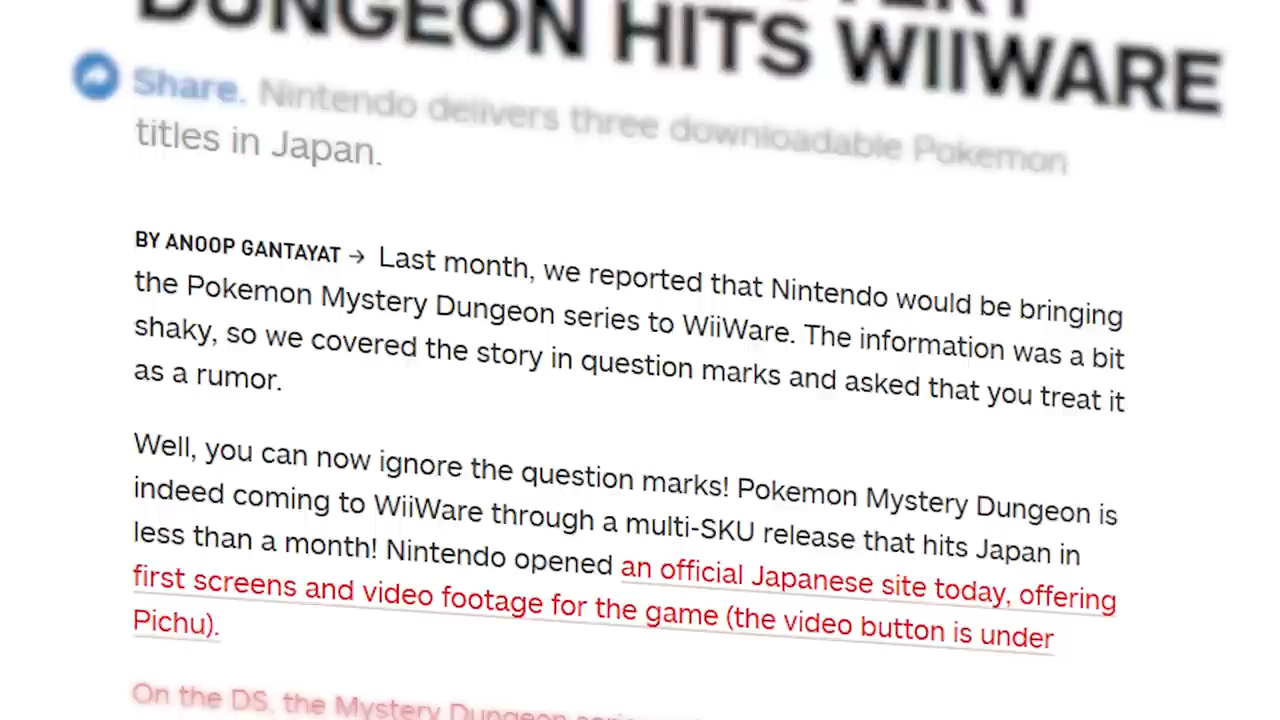 DUNGEON HITS WIIWARE
Share. Nintendo delivers three downloadable Pokemon
titles in Japan.
BY ANOOP GANTAYAT → Last month, we reported that Nintendo would be bringing
the Pokemon Mystery Dungeon series to WiiWare. The information was a bit
shaky, so we covered the story in question marks and asked that you treat it
as a rumor.
Well, you can now ignore the question marks! Pokemon Mystery Dungeon is
indeed coming to WiiWare through a multi-SKU release that hits Japan in
less than a month! Nintendo opened an official Japanese site today, offering
first screens and video footage for the game (the video button is under
Pichu).
On the DS, the Mystery Dungeon